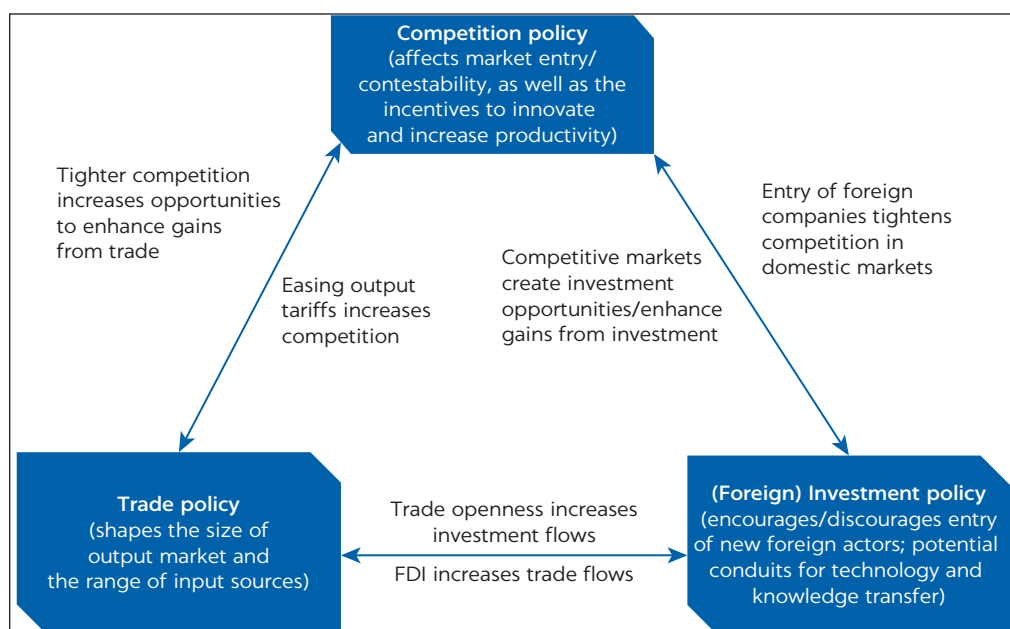 Competition policy
(affects market entry/
contestability, as well as the
incentives to innovate
and increase productivity)
Tighter competition
increases opportunities
to enhance gains
from trade
Easing output
tariffs increases
competition
Competitive markets
create investment
opportunities/enhance
gains from investment
Entry of foreign
companies tightens
competition in
domestic markets
Trade policy
(shapes the size of
output market and
the range of input sources)
Trade openness increases
investment flows
FDI increases trade flows
(Foreign) Investment policy
(encourages/discourages entry
of new foreign actors; potential
conduits for technology and
knowledge transfer)